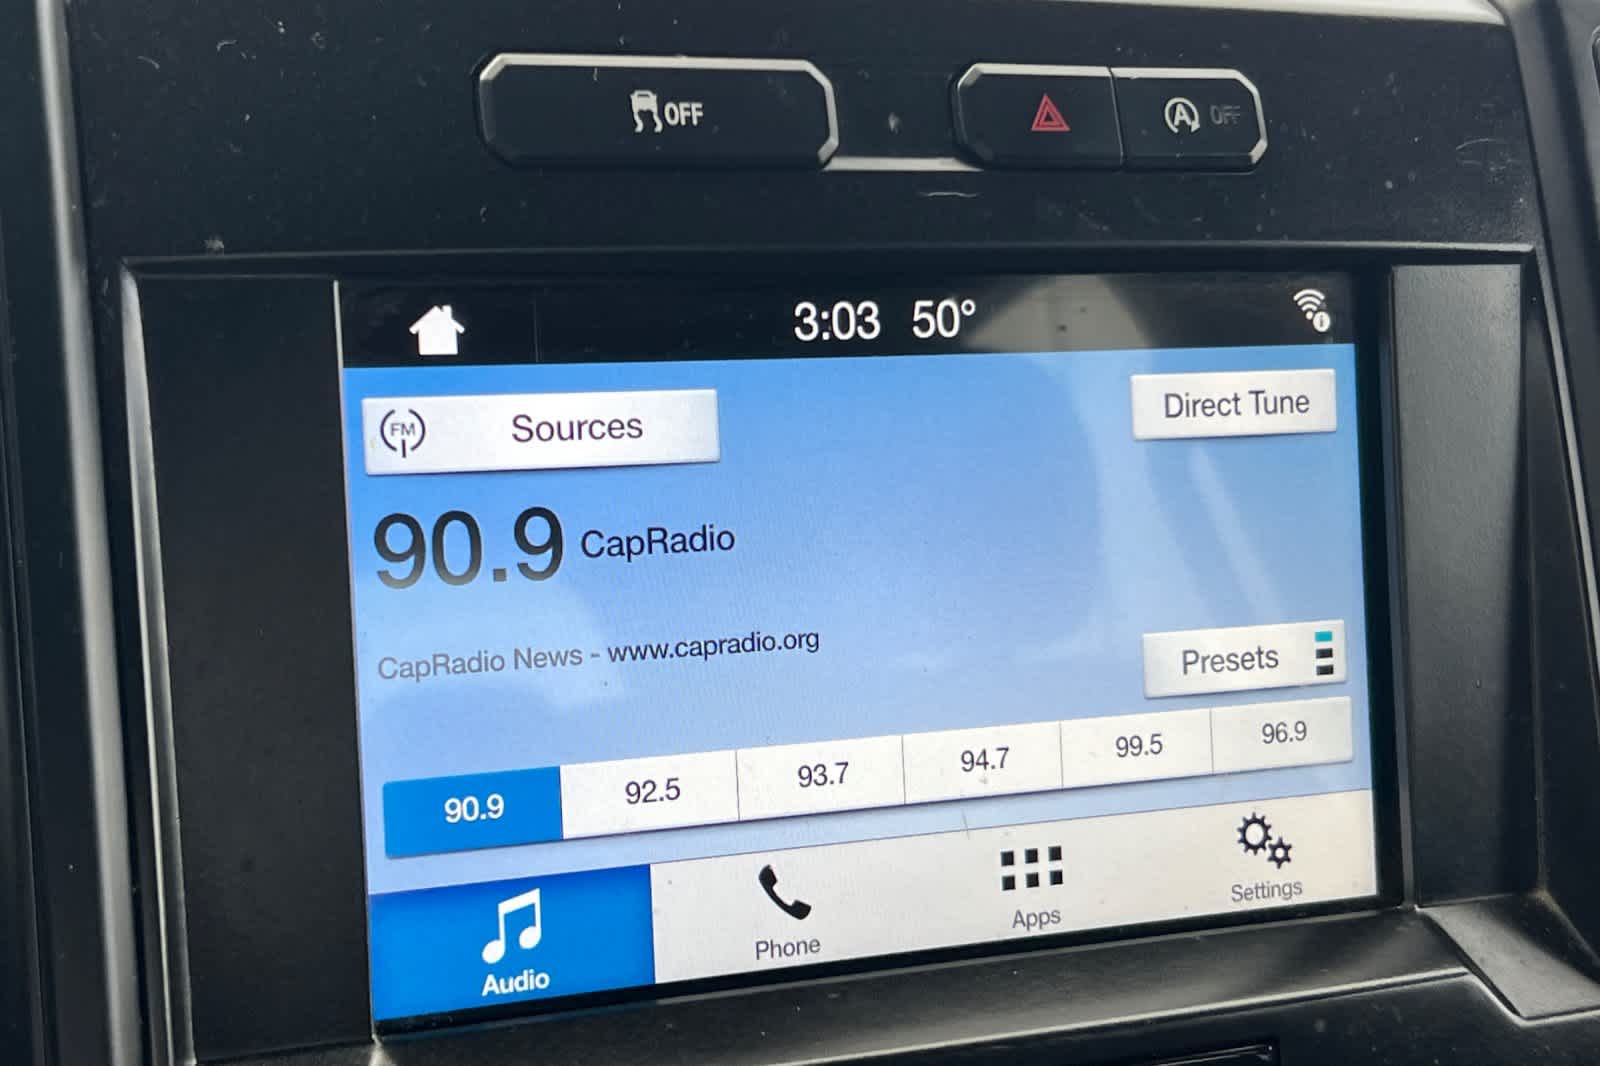 OFF
A OFF
3:03 50°
FM Sources
Direct Tune
90.9 CapRadio
CapRadio News - www.capradio.org
Presets
90.9 92.5 93.7 94.7 99.5 96.9
Audio Phone Apps Settings